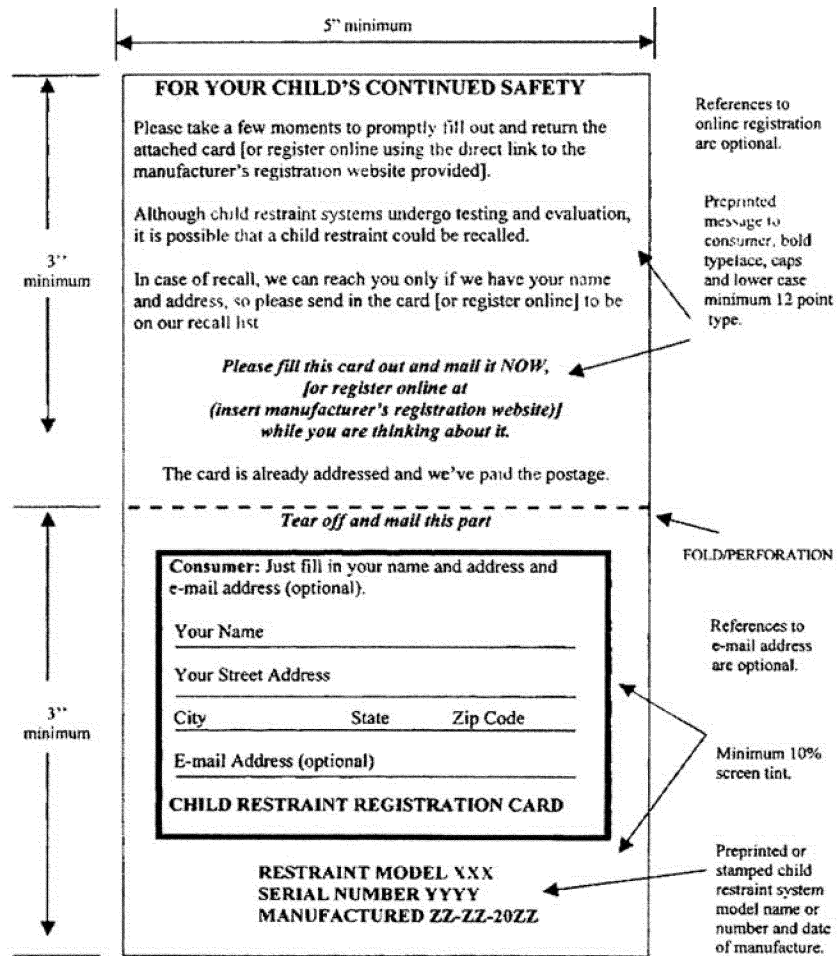 5” minimum
FOR YOUR CHILD’S CONTINUED SAFETY
Please take a few moments to promptly fill out and return the
attached card [or register online using the direct link to the
manufacturer’s registration website provided].
Although child restraint systems undergo testing and evaluation,
it is possible that a child restraint could be recalled.
In case of recall, we can reach you only if we have your name
and address, so please send in the card [or register online] to be
on our recall list
Please fill this card out and mail it NOW,
[or register online at
(insert manufacturer’s registration website)]
while you are thinking about it.
The card is already addressed and we’ve paid the postage.
3”
minimum
References to
online registration
are optional.
Preprinted
message to
consumer, bold
typeface, caps
and lower case
minimum 12 point
type.
Tear off and mail this part
FOLD/PERFORATION
Consumer: Just fill in your name and address and
e-mail address (optional).
Your Name
Your Street Address
City State Zip Code
E-mail Address (optional)
CHILD RESTRAINT REGISTRATION CARD
RESTRAINT MODEL XXX
SERIAL NUMBER YYYY
MANUFACTURED ZZ-ZZ-20ZZ
3”
minimum
References to
e-mail address
are optional.
Minimum 10%
screen tint.
Preprinted or
stamped child
restraint system
model name or
number and date
of manufacture.